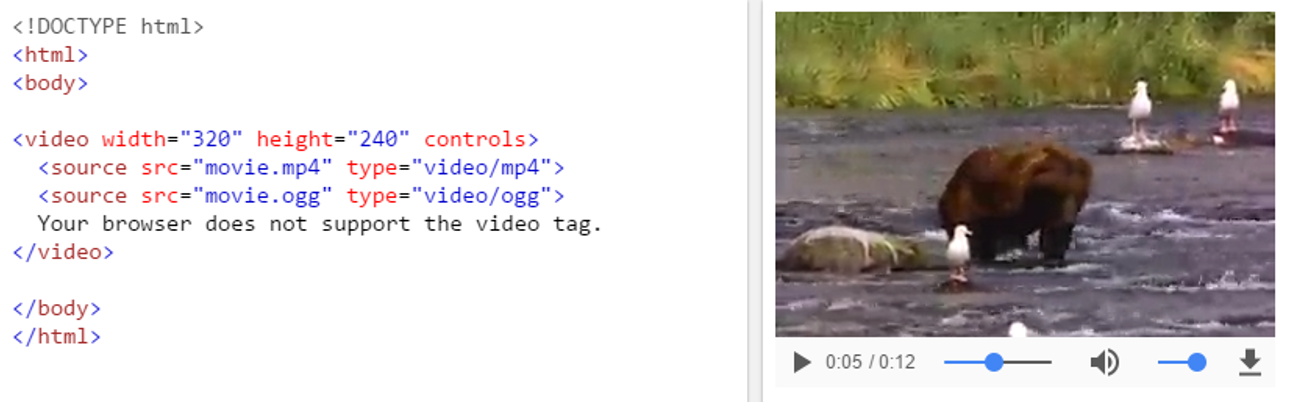 <!DOCTYPE html>
<html>
<body>
<video width="320" height="240" controls>
<source src="movie.mp4" type="video/mp4">
<source src="movie.ogg" type="video/ogg">
Your browser does not support the video tag.
</video>
</body>
</html>
0:05 / 0:12